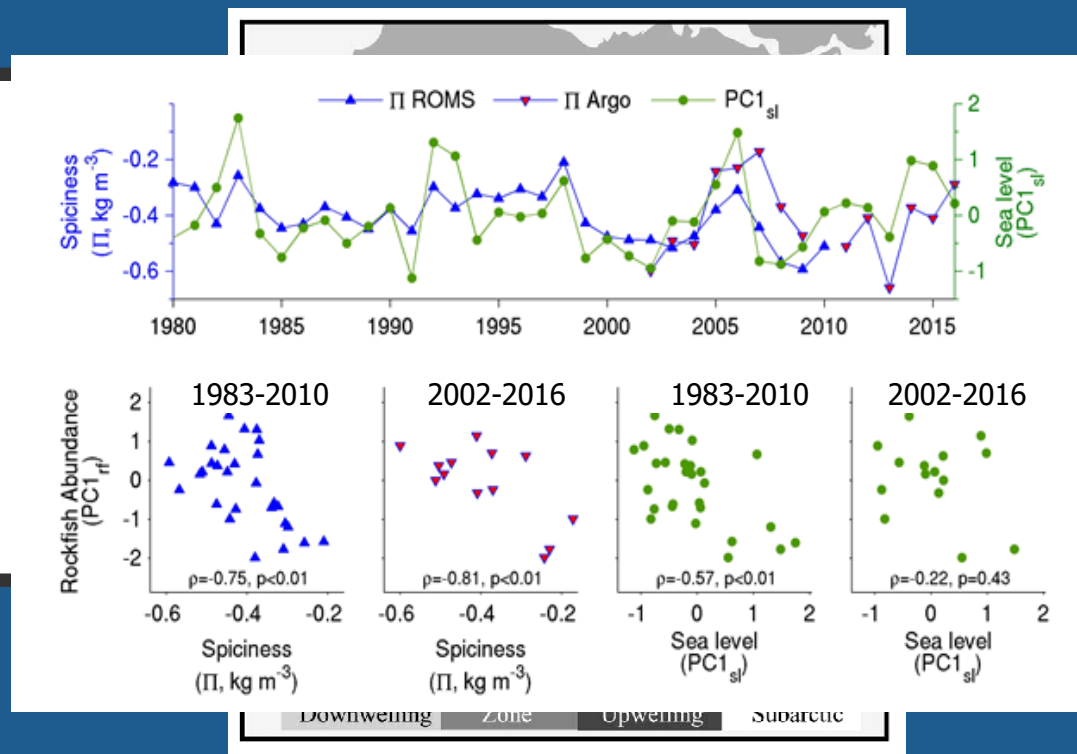 Π ROMS Π Argo PC1sl
Spiciness
(Π, kg m-3)
-0.2
-0.4
-0.6
2
1
0
-1
Sea level
(PC1sl)
1980 1985 1990 1995 2000 2005 2010 2015
1983-2010 2002-2016 1983-2010 2002-2016
Rockfish Abundance
(PC1rf)
2
1
0
-1
-2
ρ=-0.75, p<0.01 ρ=-0.81, p<0.01 ρ=-0.57, p<0.01 ρ=-0.22, p=0.43
-0.6 -0.4 -0.2 -0.6 -0.4 -0.2 -1 0 1 2 -1 0 1 2
Spiciness Spiciness Sea level Sea level
(Π, kg m-3) (Π, kg m-3) (PC1sl) (PC1sl)
Downwelling Zone Upwelling Subarctic